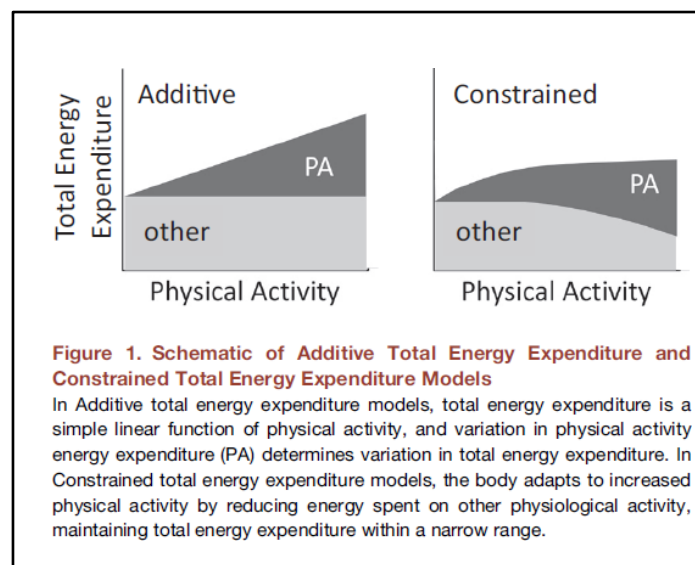 Additive
Constrained
Total Energy
Expenditure
PA
PA
other
other
Physical Activity
Physical Activity
Figure 1. Schematic of Additive Total Energy Expenditure and
Constrained Total Energy Expenditure Models
In Additive total energy expenditure models, total energy expenditure is a
simple linear function of physical activity, and variation in physical activity
energy expenditure (PA) determines variation in total energy expenditure. In
Constrained total energy expenditure models, the body adapts to increased
physical activity by reducing energy spent on other physiological activity,
maintaining total energy expenditure within a narrow range.